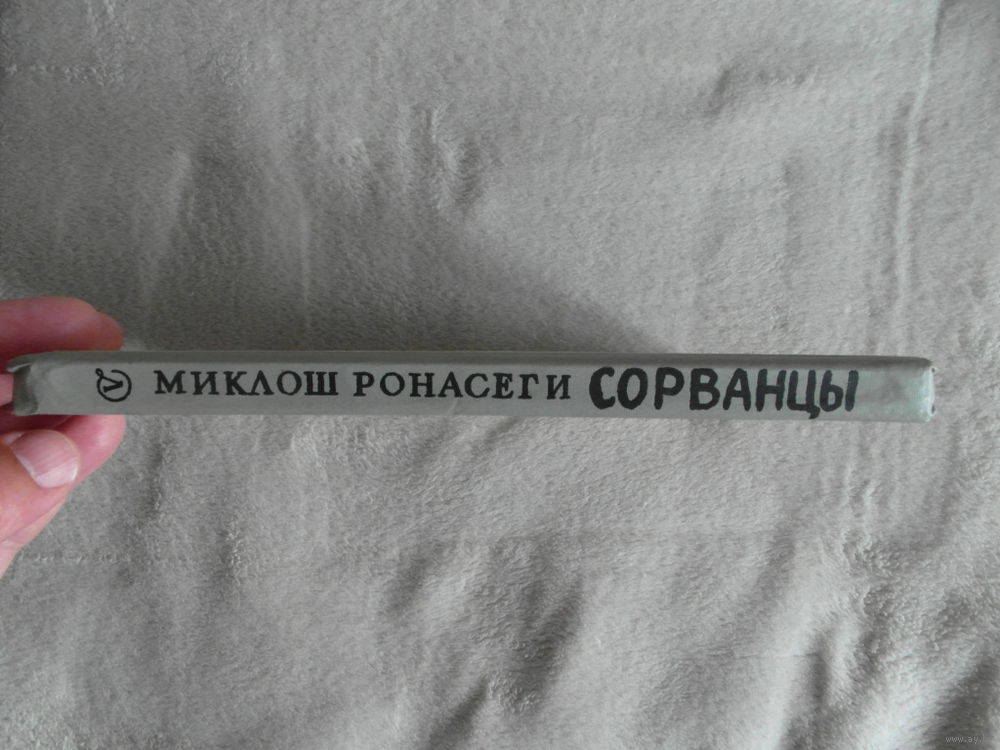 МИКЛОШ РОНАСЕГИ СОРВАНЦЫ